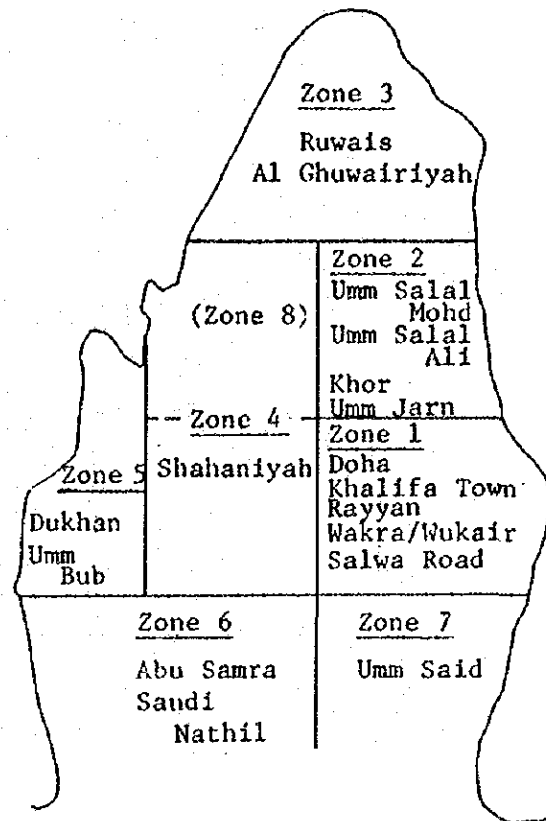 Zone 3
Ruwais
Al Ghuwairiyah
Zone 2
Umm Salal
Mohd
Umm Salal
Ali
Khor
Umm Jarn
(Zone 8)
Zone 4
Shahaniyah
Zone 1
Doha
Khalifa Town
Rayyan
Wakra/Wukair
Salwa Road
Zone 5
Dukhan
Umm
Bub
Zone 6
Abu Samra
Saudi
Nathil
Zone 7
Umm Said